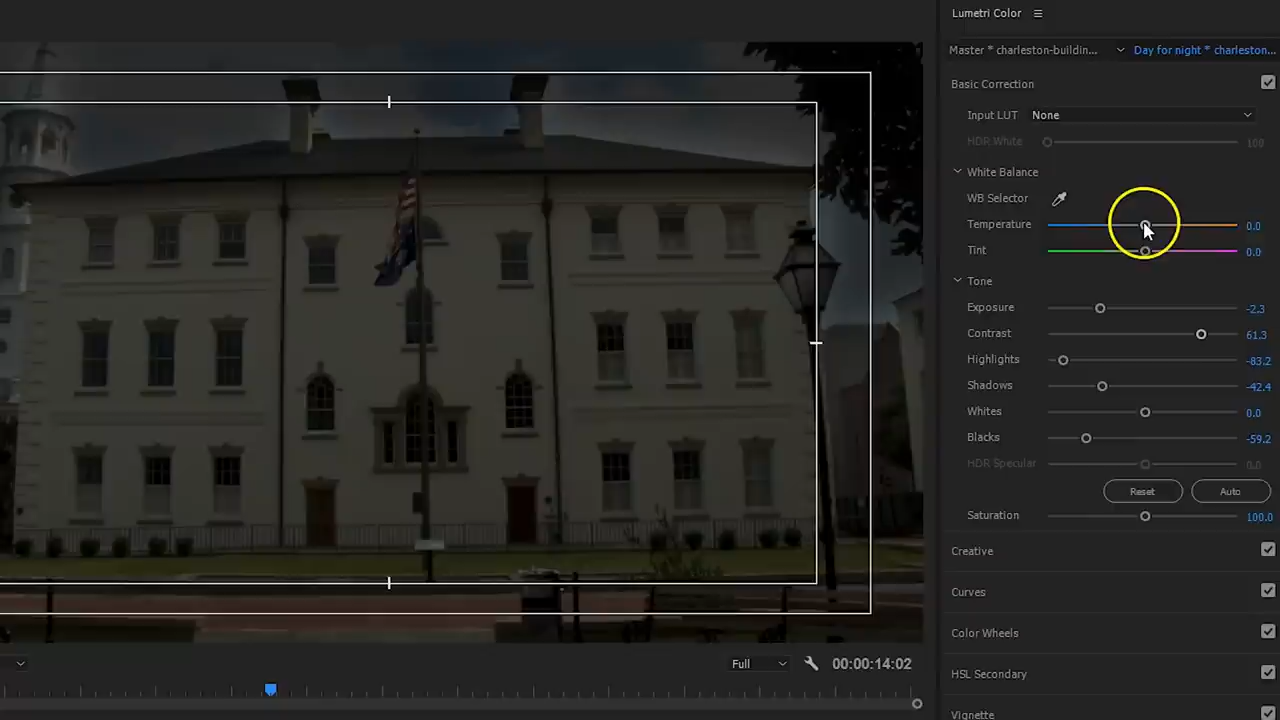 Lumetri Color
Master * charleston-buildin... Day for night * charleston...
Basic Correction
Input LUT None
HDR White 100
White Balance
WB Selector
Temperature 0.0
Tint 0.0
Tone
Exposure -2.3
Contrast 61.3
Highlights -83.2
Shadows -42.4
Whites 0.0
Blacks -59.2
HDR Specular 0.0
Reset Auto
Saturation 100.0
Creative
Curves
Color Wheels
HSL Secondary
Vignette
Full 00:00:14:02